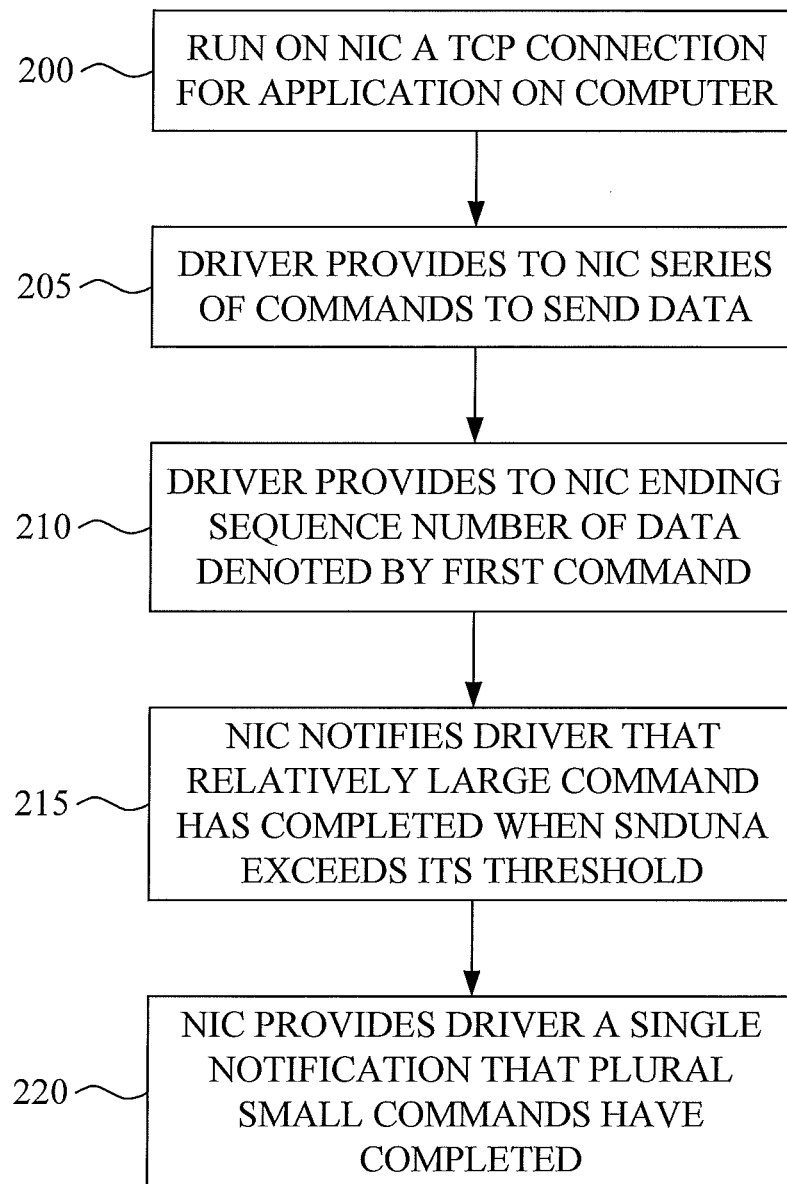 200
RUN ON NIC A TCP CONNECTION
FOR APPLICATION ON COMPUTER
205
DRIVER PROVIDES TO NIC SERIES
OF COMMANDS TO SEND DATA
210
DRIVER PROVIDES TO NIC ENDING
SEQUENCE NUMBER OF DATA
DENOTED BY FIRST COMMAND
215
NIC NOTIFIES DRIVER THAT
RELATIVELY LARGE COMMAND
HAS COMPLETED WHEN SNDUNA
EXCEEDS ITS THRESHOLD
220
NIC PROVIDES DRIVER A SINGLE
NOTIFICATION THAT PLURAL
SMALL COMMANDS HAVE
COMPLETED